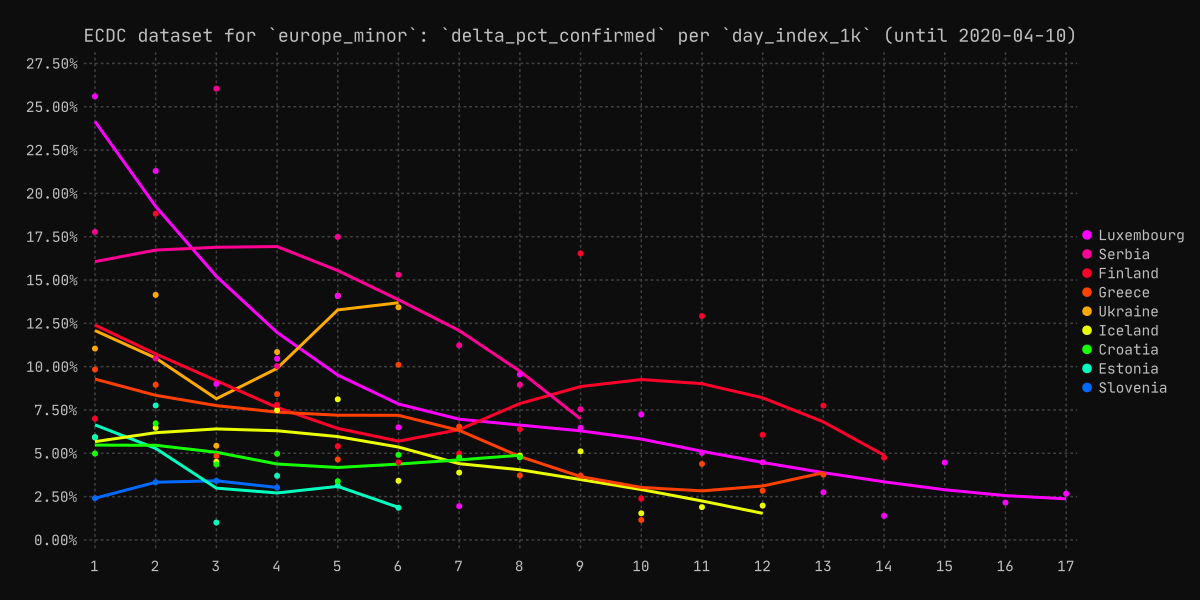 ECDC dataset for `europe_minor`: `delta_pct_confirmed` per `day_index_1k` (until 2020-04-10)
27.50%
25.00%
22.50%
20.00%
17.50%
15.00%
12.50%
10.00%
7.50%
5.00%
2.50%
0.00%
1 2 3 4 5 6 7 8 9 10 11 12 13 14 15 16 17
Luxembourg
Serbia
Finland
Greece
Ukraine
Iceland
Croatia
Estonia
Slovenia